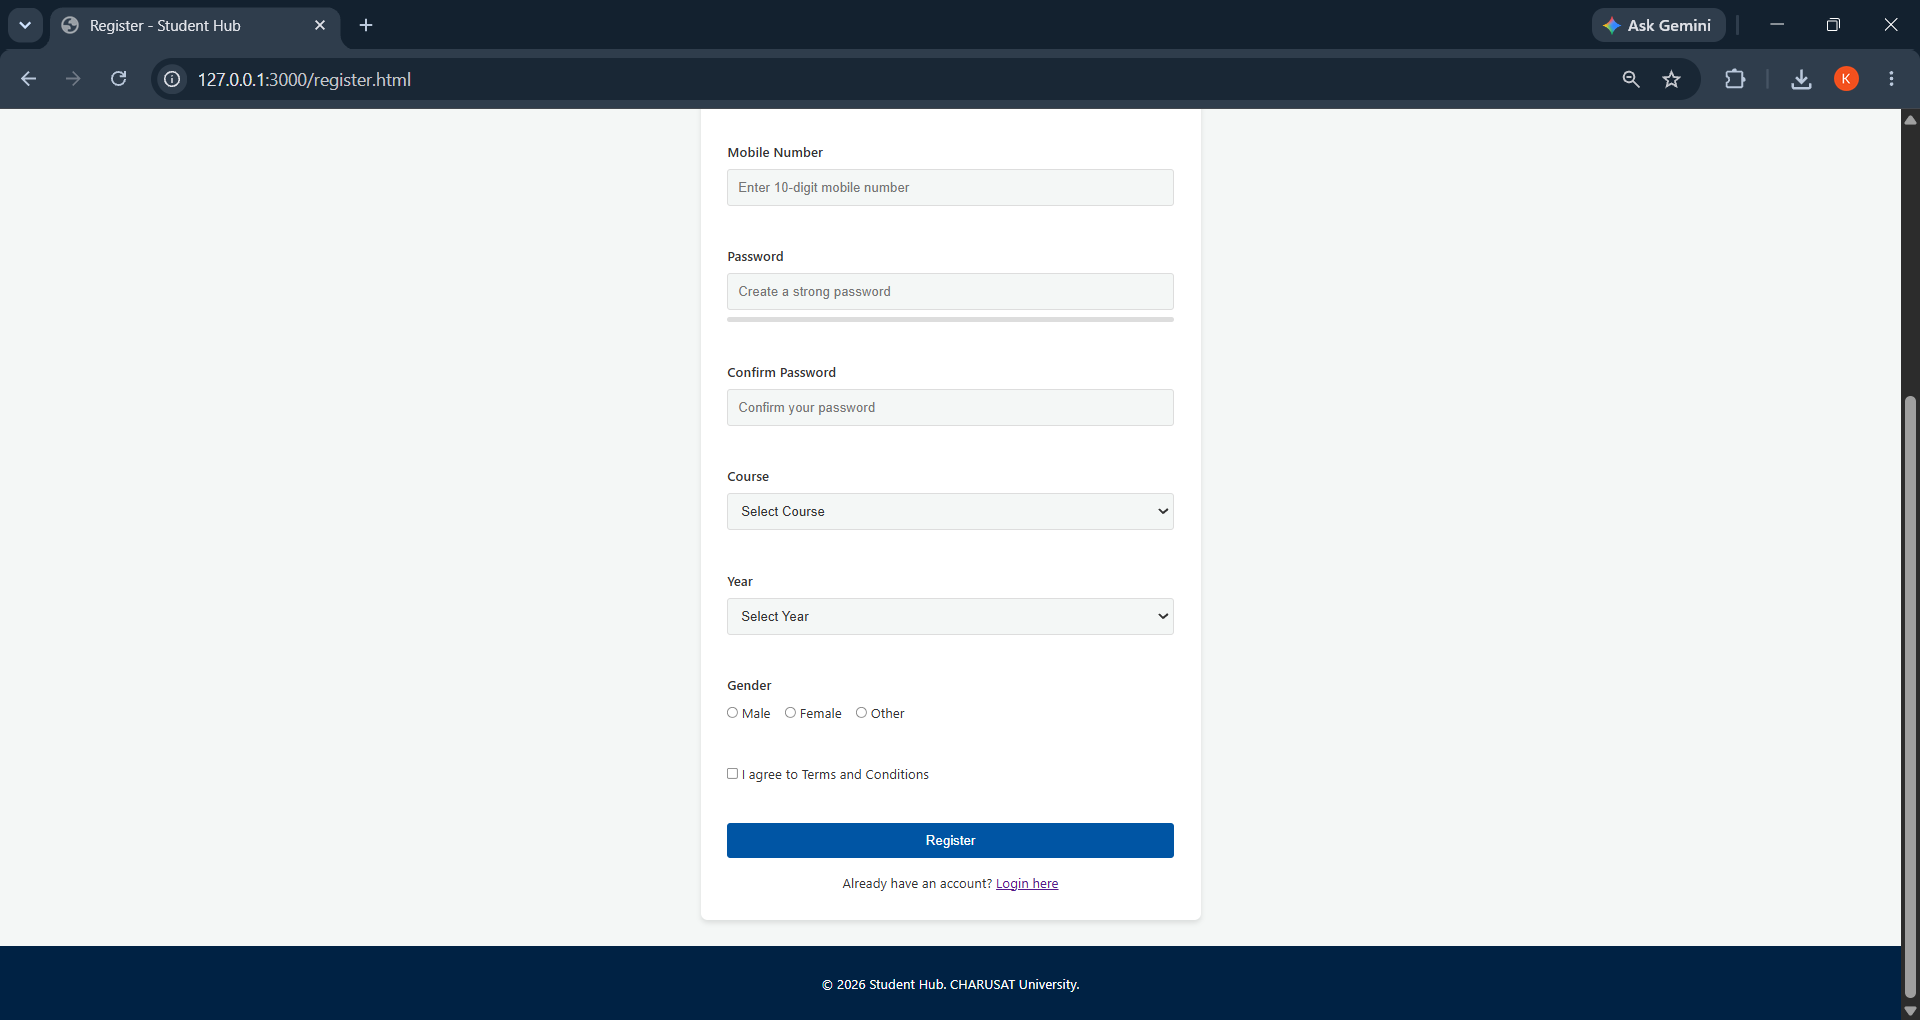 Register - Student Hub
Ask Gemini
127.0.0.1:3000/register.html
K
Mobile Number
Enter 10-digit mobile number
Password
Create a strong password
Confirm Password
Confirm your password
Course
Select Course
Year
Select Year
Gender
Male Female Other
I agree to Terms and Conditions
Register
Already have an account? Login here
© 2026 Student Hub. CHARUSAT University.